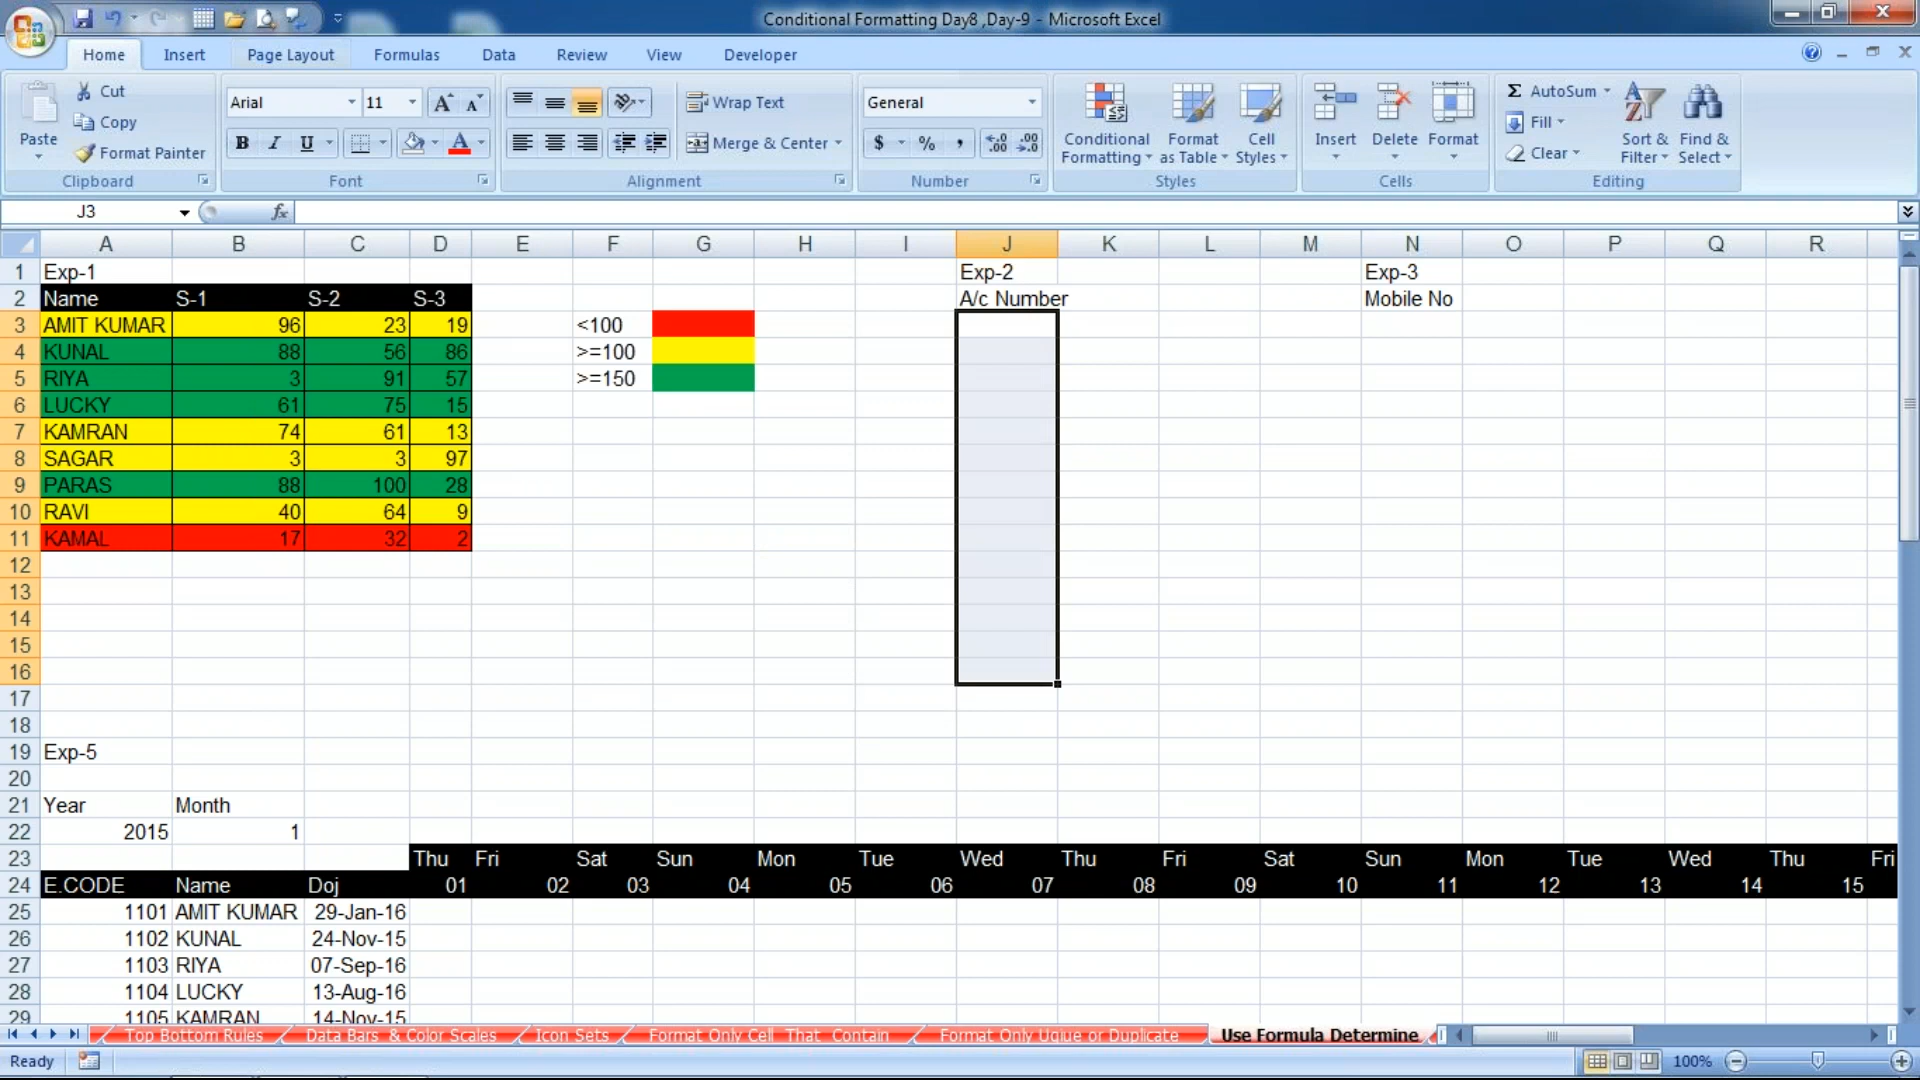 Conditional Formatting Day8 ,Day-9 - Microsoft Excel
Home Insert Page Layout Formulas Data Review View Developer
Paste Cut Copy Format Painter
Arial 11 Wrap Text General
B I U Merge & Center $ % ,
Conditional Formatting Format as Table Cell Styles
Insert Delete Format
Σ AutoSum Fill Clear
Sort & Filter Find & Select
Clipboard Font Alignment Number Styles Cells Editing
J3 fx
A B C D E F G H I J K L M N O P Q R
1 Exp-1 Exp-2 Exp-3
2 Name S-1 S-2 S-3 A/c Number Mobile No
3 AMIT KUMAR 96 23 19 <100
4 KUNAL 88 56 86 >=100
5 RIYA 3 91 57 >=150
6 LUCKY 61 75 15
7 KAMRAN 74 61 13
8 SAGAR 3 3 97
9 PARAS 88 100 28
10 RAVI 40 64 9
11 KAMAL 17 32 2
12
13
14
15
16
17
18
19 Exp-5
20
21 Year Month
22 2015 1
23 Thu Fri Sat Sun Mon Tue Wed Thu Fri Sat Sun Mon Tue Wed Thu Fri
24 E.CODE Name Doj 01 02 03 04 05 06 07 08 09 10 11 12 13 14 15
25 1101 AMIT KUMAR 29-Jan-16
26 1102 KUNAL 24-Nov-15
27 1103 RIYA 07-Sep-16
28 1104 LUCKY 13-Aug-16
29 1105 KAMRAN 14-Nov-15
Top Bottom Rules Data Bars & Color Scales Icon Sets Format Only Cell That Contain Format Only Uqiue or Duplicate Use Formula Determine
Ready 100%